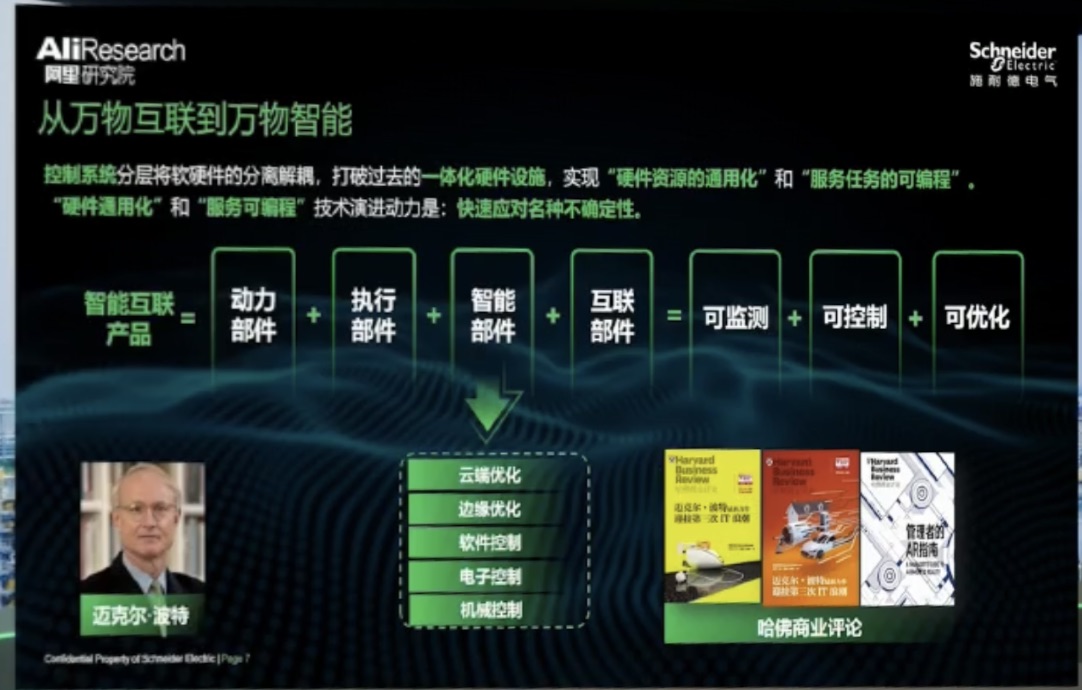 AliResearch
阿里研究院
Schneider
Electric
施耐德电气
从万物互联到万物智能
控制系统分层将软硬件的分离解耦，打破过去的一体化硬件设施，实现“硬件资源的通用化”和“服务任务的可编程”。
“硬件通用化”和“服务可编程”技术演进动力是：快速应对名种不确定性。
智能互联
产品
=
动力
部件
+
执行
部件
+
智能
部件
+
互联
部件
=
可监测
+
可控制
+
可优化
云端优化
边缘优化
软件控制
电子控制
机械控制
迈克尔·波特
Harvard
Business
Review
迈克尔·波特
迎接第三次 IT 浪潮
Harvard
Business
Review
迈克尔·波特
迎接第三次 IT 浪潮
Harvard
Business
Review
管理者的
AR指南
哈佛商业评论
Confidential Property of Schneider Electric | Page 7